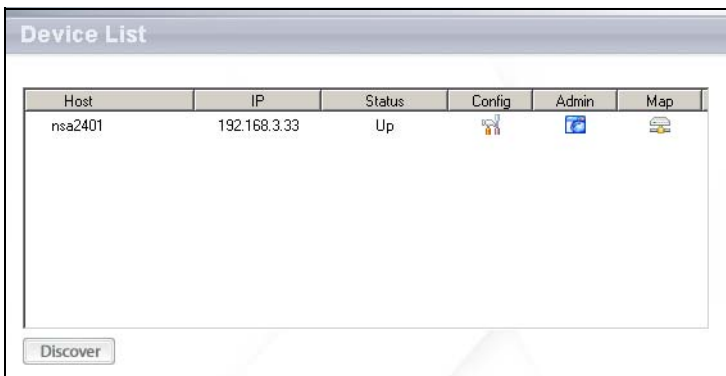 Device List
Host IP Status Config Admin Map
nsa2401 192.168.3.33 Up
Discover